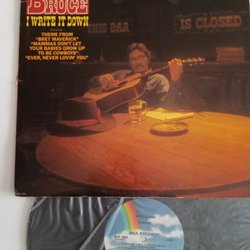 BRUCE
I WRITE IT DOWN
THEME FROM
"BRET MAVERICK"
"MAMMAS DON'T LET
YOUR BABIES GROW UP
TO BE COWBOYS"
"EVER, NEVER LOVIN' YOU"
THIS BAR
IS CLOSED